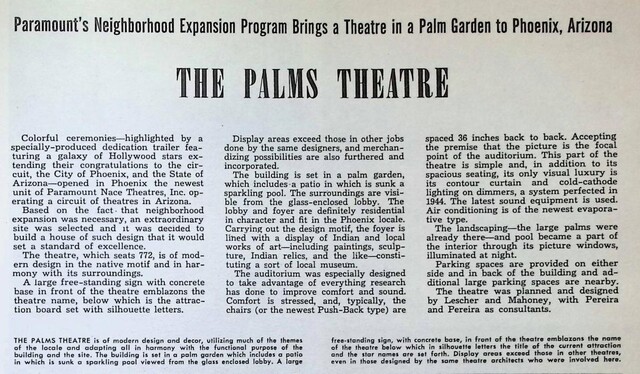 Paramount's Neighborhood Expansion Program Brings a Theatre in a Palm Garden to Phoenix, Arizona
THE PALMS THEATRE
Colorful ceremonies—highlighted by a
specially-produced dedication trailer fea-
turing a galaxy of Hollywood stars ex-
tending their congratulations to the cir-
cuit, the City of Phoenix, and the State of
Arizona—opened in Phoenix the newest
unit of Paramount Nace Theatres, Inc. op-
erating a circuit of theatres in Arizona.
Based on the fact that neighborhood
expansion was necessary, an extraordinary
site was selected and it was decided to
build a house of such design that it would
set a standard of excellence.
The theatre, which seats 772, is of mod-
ern design in the native motif and in har-
mony with its surroundings.
A large free-standing sign with concrete
base in front of the theatre emblazons the
theatre name, below which is the attrac-
tion board set with silhouette letters.
Display areas exceed those in other jobs
done by the same designers, and merchan-
dizing possibilities are also furthered and
incorporated.
The building is set in a palm garden,
which includes a patio in which is sunk a
sparkling pool. The surroundings are visi-
ble from the glass-enclosed lobby. The
lobby and foyer are definitely residential
in character and fit in the Phoenix locale.
Carrying out the design motif, the foyer is
lined with a display of Indian and local
works of art—including paintings, sculp-
ture, Indian relics, and the like—consti-
tuting a sort of local museum.
The auditorium was especially designed
to take advantage of everything research
has done to improve comfort and sound.
Comfort is stressed, and, typically, the
chairs (or the newest Push-Back type) are
spaced 36 inches back to back. Accepting
the premise that the picture is the focal
point of the auditorium. This part of the
theatre is simple and, in addition to its
spacious seating, its only visual luxury is
its contour curtain and cold-cathode
lighting on dimmers, a system perfected in
1944. The latest sound equipment is used.
Air conditioning is of the newest evapora-
tive type.
The landscaping—the large palms were
already there—and pool became a part of
the interior through its picture windows,
illuminated at night.
Parking spaces are provided on either
side and in back of the building and ad-
ditional large parking spaces are nearby.
The theatre was planned and designed
by Lescher and Mahoney, with Pereira
and Pereira as consultants.
THE PALMS THEATRE is of modern design and decor, utilizing much of the themes
of the locale and adapting all in harmony with the functional purpose of the
building and the site. The building is set in a palm garden which includes a patio
in which is sunk a sparkling pool viewed from the glass enclosed lobby. A large
free-standing sign, with concrete base, in front of the theatre emblazons the name
of the theatre below which in silhouette letters the title of the current attraction
and the star names are set forth. Display areas exceed those in other theatres,
even in those designed by the same theatre architects who were involved here.